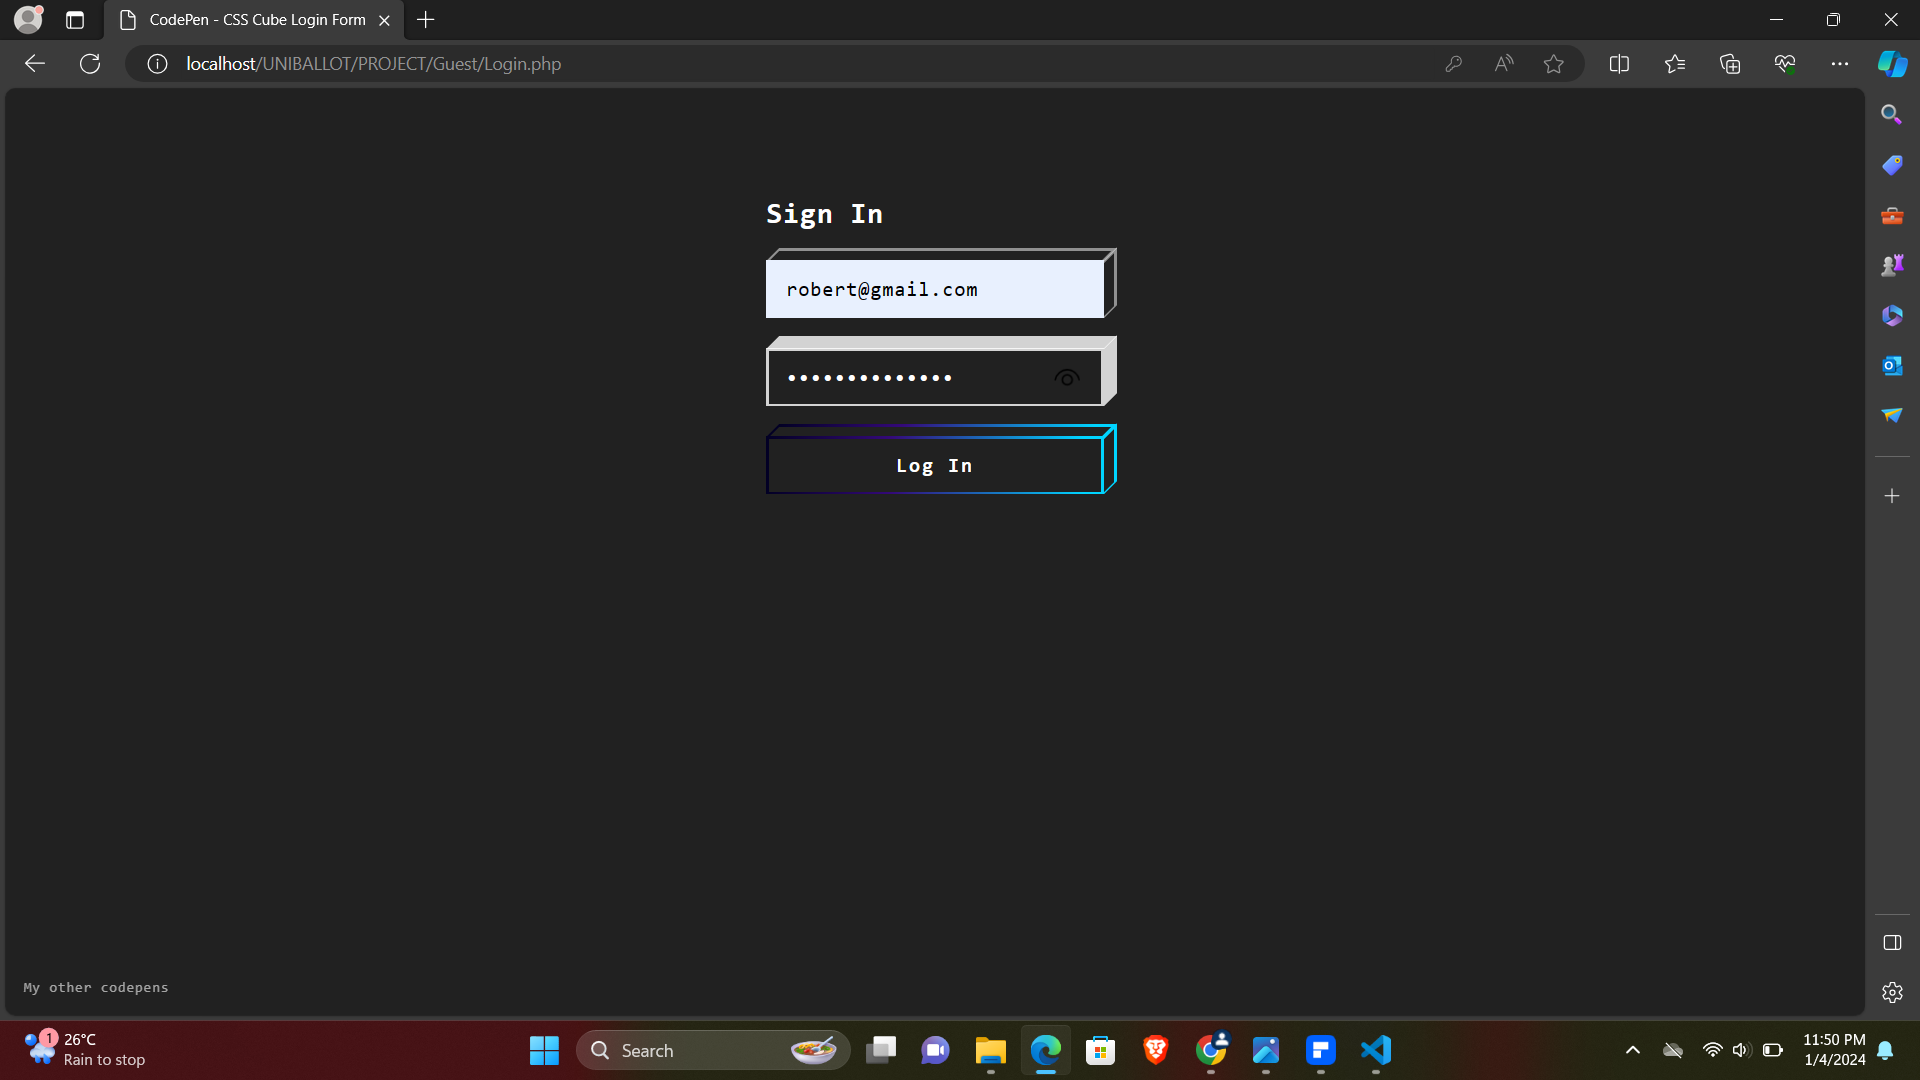 CodePen - CSS Cube Login Form
localhost/UNIBALLOT/PROJECT/Guest/Login.php
Sign In
robert@gmail.com
••••••••••••••
Log In
My other codepens
1
26°C
Rain to stop
Search
11:50 PM
1/4/2024